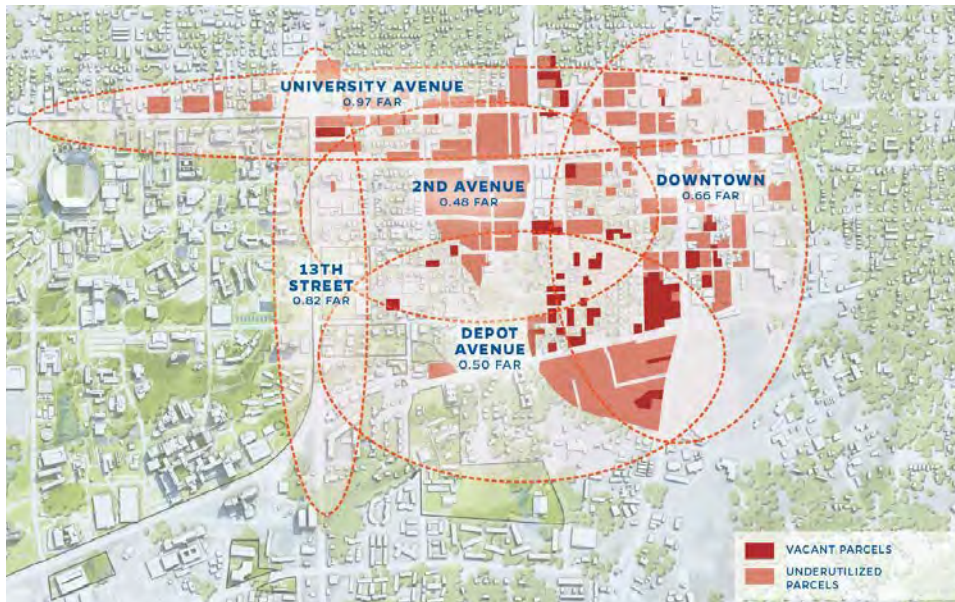 UNIVERSITY AVENUE
0.97 FAR
2ND AVENUE
0.48 FAR
DOWNTOWN
0.66 FAR
13TH
STREET
0.82 FAR
DEPOT
AVENUE
0.50 FAR
VACANT PARCELS
UNDERUTILIZED
PARCELS